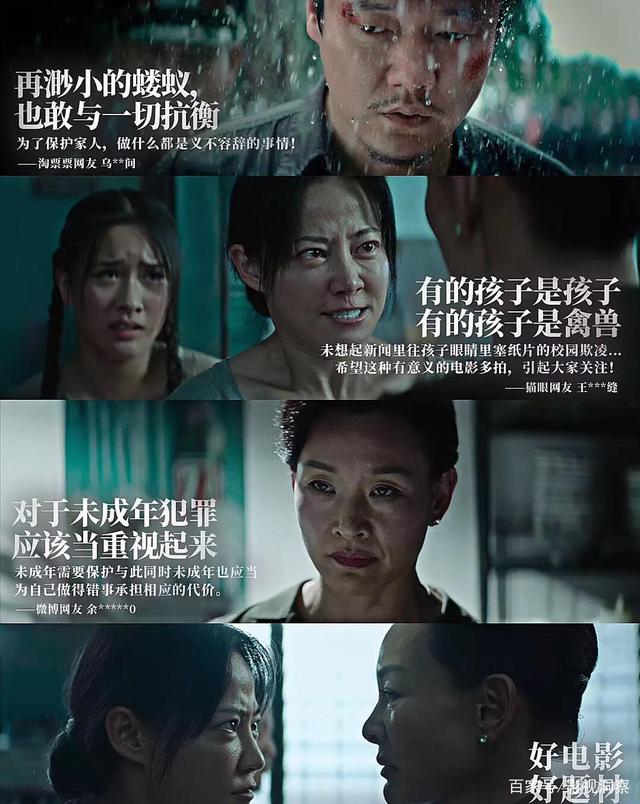 再渺小的蝼蚁,
也敢与一切抗衡
为了保护家人，做什么都是义不容辞的事情!
——淘票票网友 乌**间
有的孩子是孩子
有的孩子是禽兽
未想起新闻里往孩子眼睛里塞纸片的校园欺凌...
希望这种有意义的电影多拍，引起大家关注！
——猫眼网友 王***缝
对于未成年犯罪
应该当重视起来
未成年需要保护与此同时未成年也应当
为自己做得错事承担相应的代价。
——微博网友 余*****0
好电影
好题材